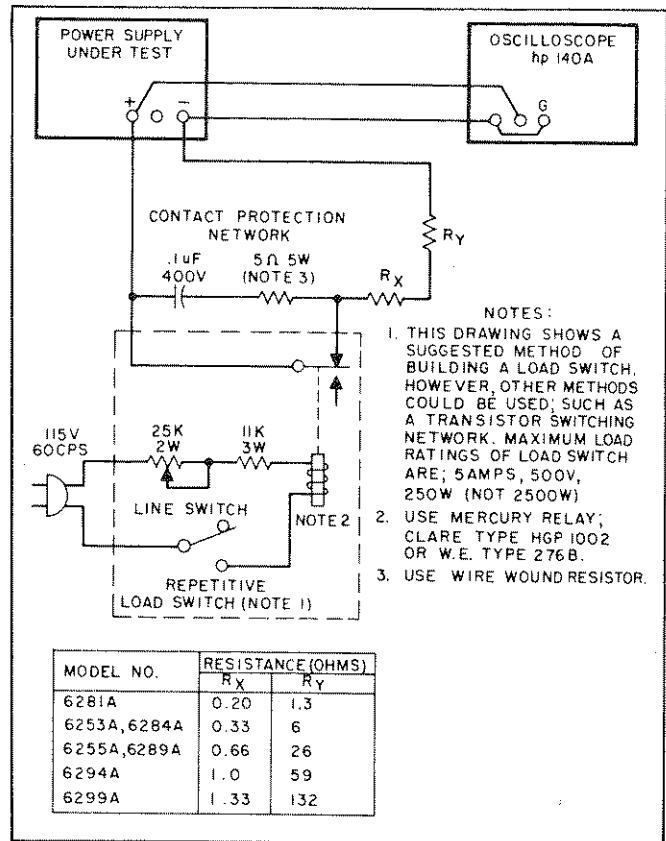 POWER SUPPLY
UNDER TEST
+
−
OSCILLOSCOPE
hp 140A
G
CONTACT PROTECTION
NETWORK
.1uF
400V
5Ω 5W
(NOTE 3)
RX
RY
115V
60CPS
25K
2W
11K
3W
LINE SWITCH
NOTE 2
REPETITIVE
LOAD SWITCH (NOTE 1)
NOTES:
1. THIS DRAWING SHOWS A
SUGGESTED METHOD OF
BUILDING A LOAD SWITCH.
HOWEVER, OTHER METHODS
COULD BE USED; SUCH AS
A TRANSISTOR SWITCHING
NETWORK. MAXIMUM LOAD
RATINGS OF LOAD SWITCH
ARE; 5AMPS, 500V,
250W (NOT 2500W)
2. USE MERCURY RELAY;
CLARE TYPE HGP 1002
OR W.E. TYPE 276B.
3. USE WIRE WOUND RESISTOR.
MODEL NO. RESISTANCE (OHMS)
RX RY
6281A 0.20 1.3
6253A,6284A 0.33 6
6255A,6289A 0.66 26
6294A 1.0 59
6299A 1.33 132